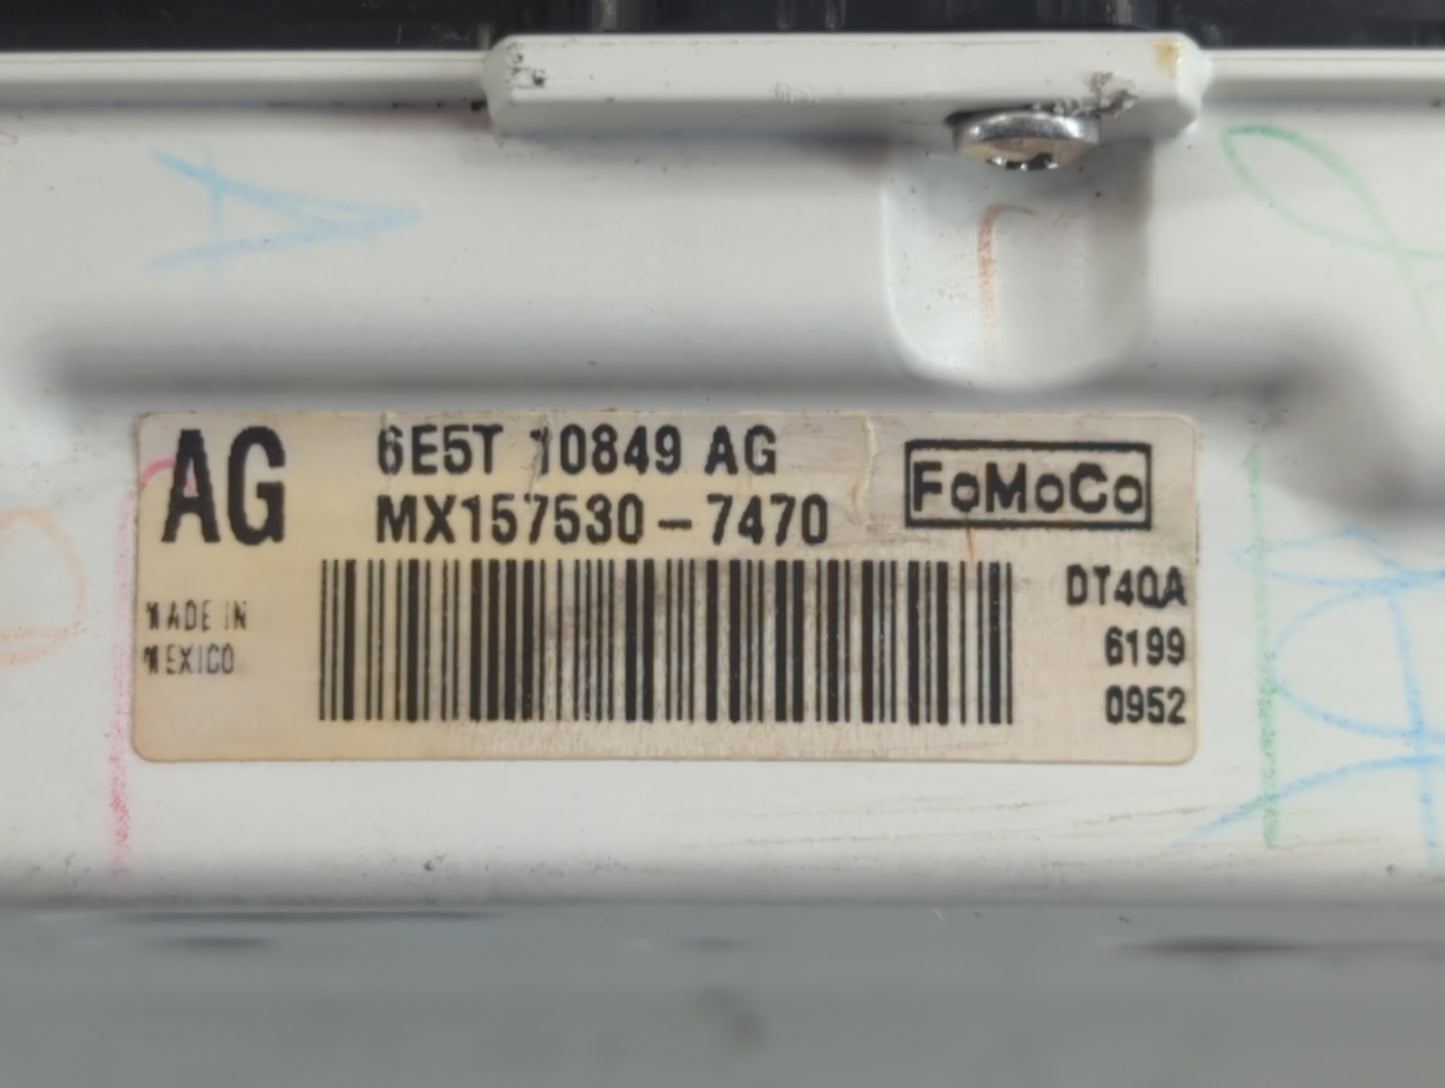 A
AG
6E5T 10849 AG
MX157530-7470
FoMoCo
MADE IN
MEXICO
DT4QA
6199
0952